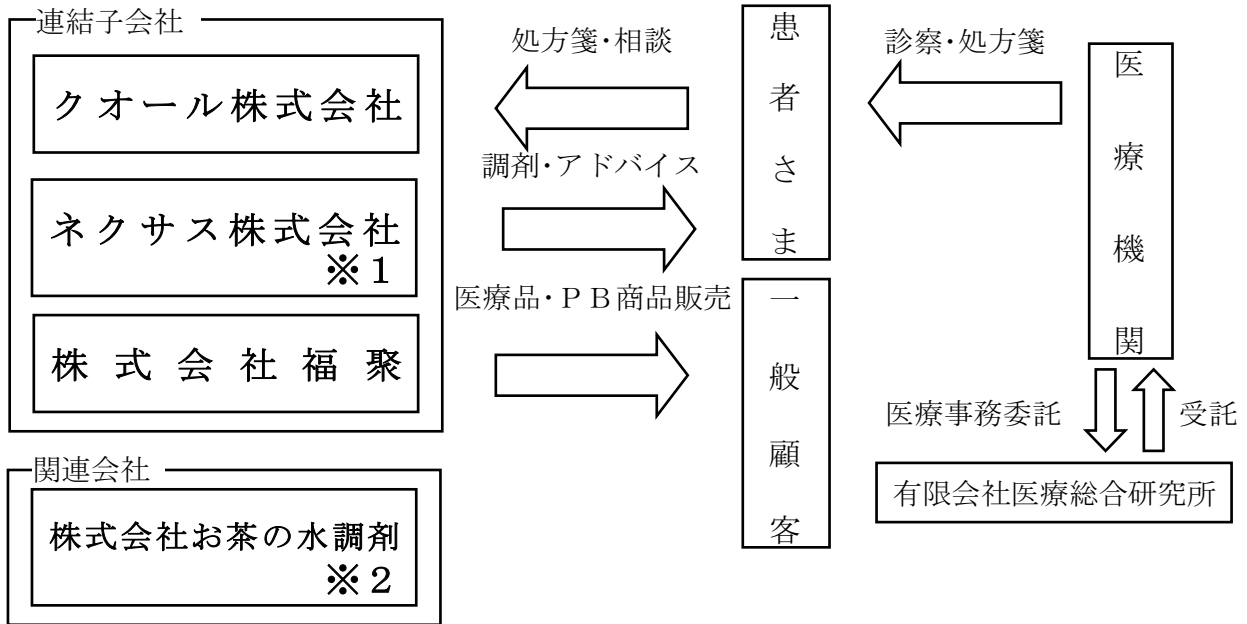 連結子会社
クオール株式会社
ネクサス株式会社
※1
株式会社福聚
関連会社
株式会社お茶の水調剤
※2
処方箋・相談
調剤・アドバイス
医療品・ＰＢ商品販売
患者さま
一般顧客
診察・処方箋
医療機関
医療事務委託
受託
有限会社医療総合研究所